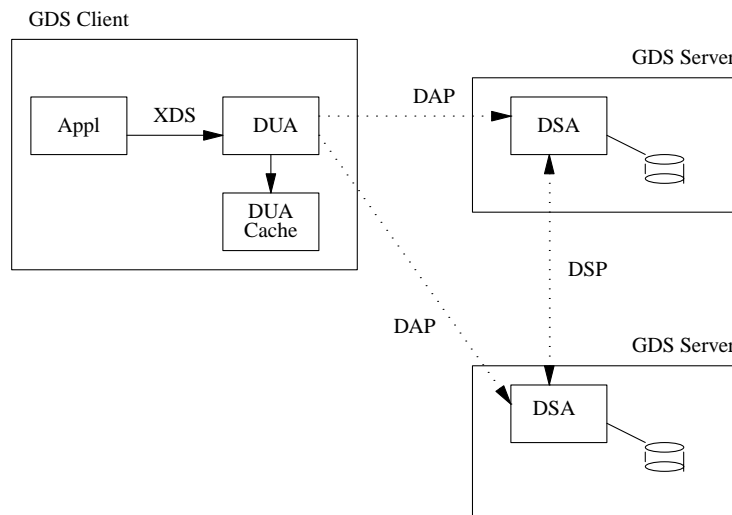 GDS Client
GDS Server
DAP
XDS
Appl
DUA
DSA
DUA
Cache
DSP
DAP
GDS Server
DSA